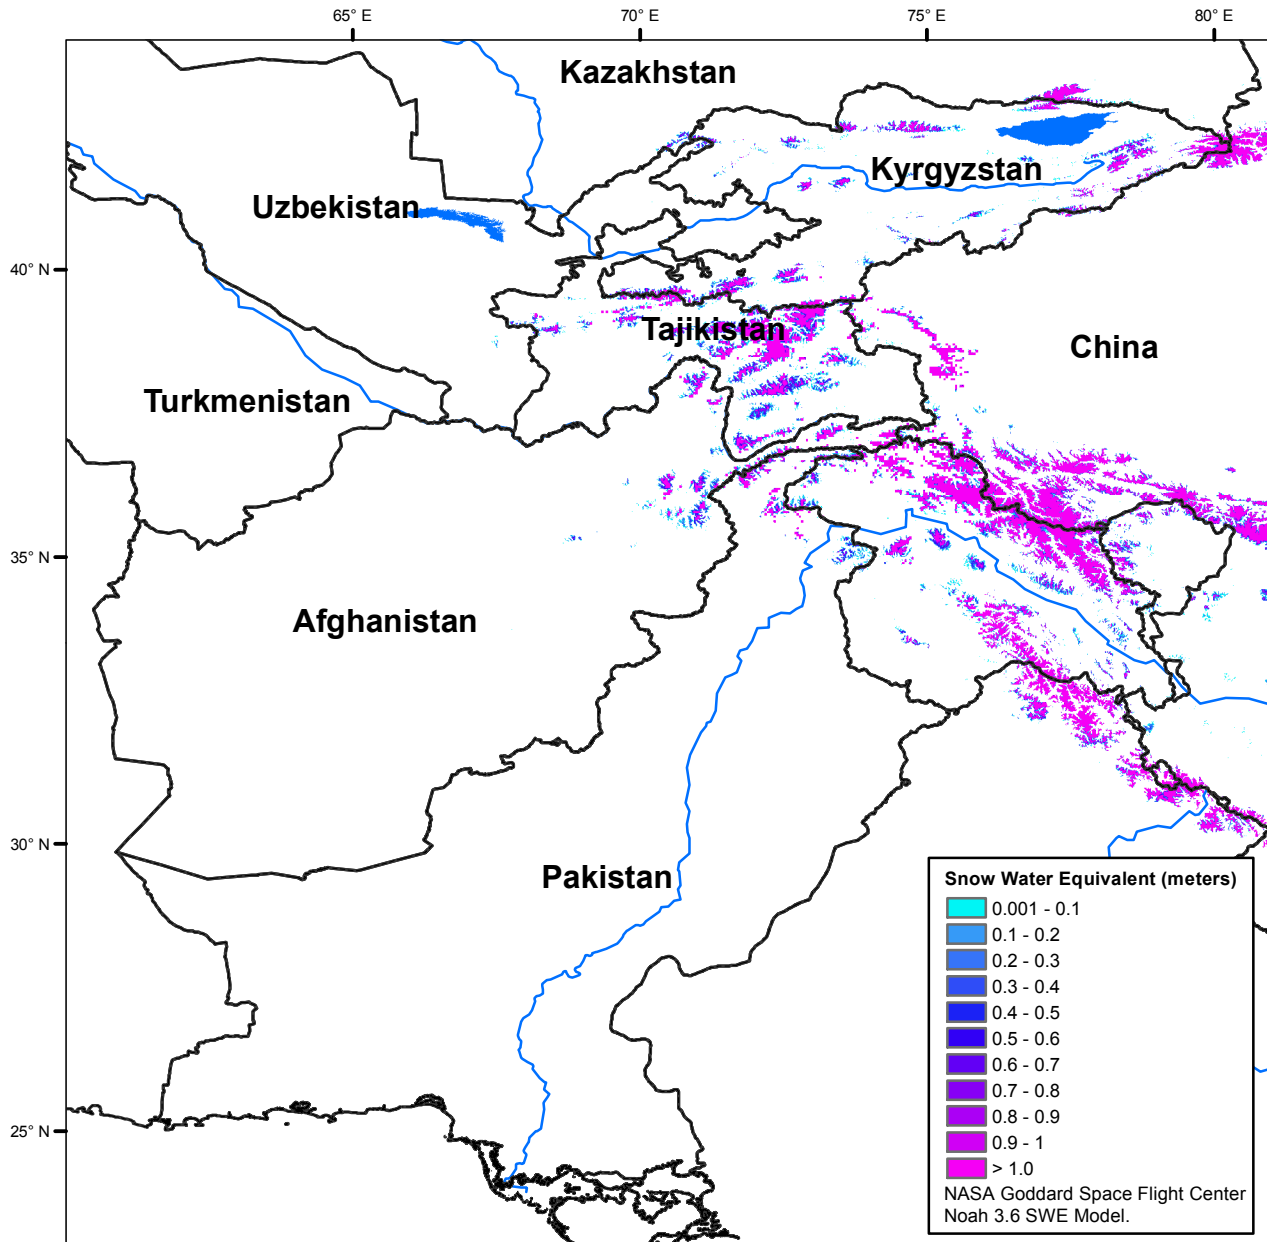 65° E
70° E
75° E
80° E
Kazakhstan
Kyrgyzstan
Uzbekistan
40° N
Tajikistan
China
Turkmenistan
35° N
Afghanistan
30° N
Pakistan
Snow Water Equivalent (meters)
0.001 - 0.1
0.1 - 0.2
0.2 - 0.3
0.3 - 0.4
0.4 - 0.5
0.5 - 0.6
0.6 - 0.7
0.7 - 0.8
0.8 - 0.9
0.9 - 1
> 1.0
25° N
NASA Goddard Space Flight Center
Noah 3.6 SWE Model.